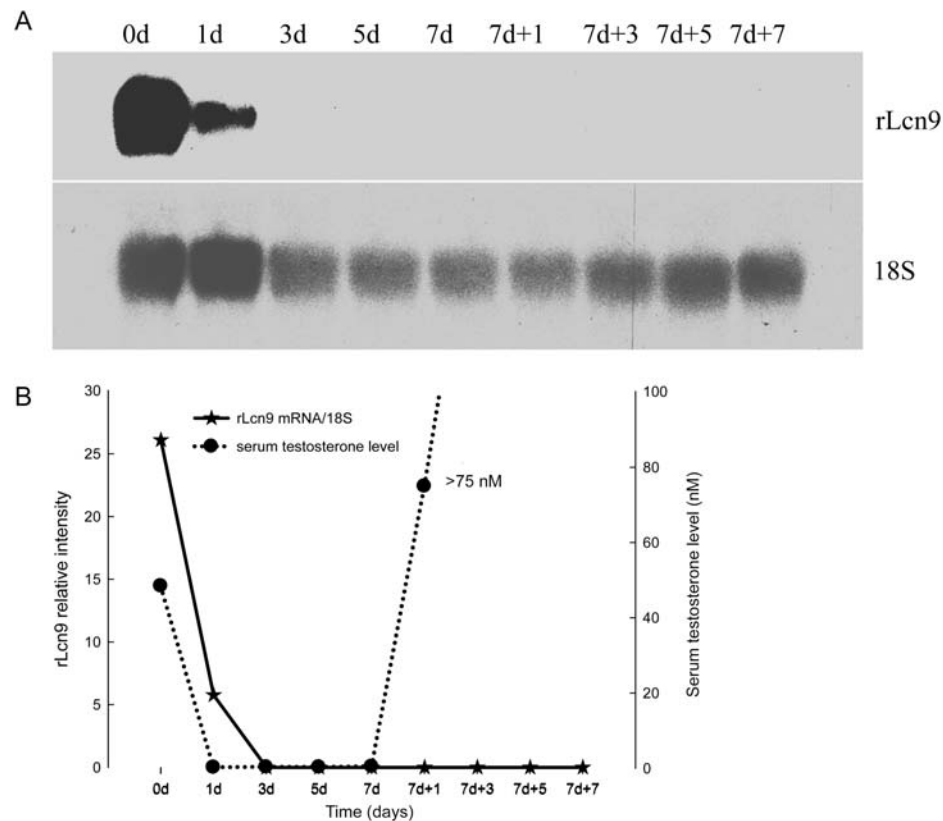 A
0d 1d 3d 5d 7d 7d+1 7d+3 7d+5 7d+7
rLcn9
18S
B
30
25
20
15
10
5
0
rLcn9 relative intensity
rLcn9 mRNA/18S
serum testosterone level
>75 nM
100
80
60
40
20
0
Serum testosterone level (nM)
0d 1d 3d 5d 7d 7d+1 7d+3 7d+5 7d+7
Time (days)